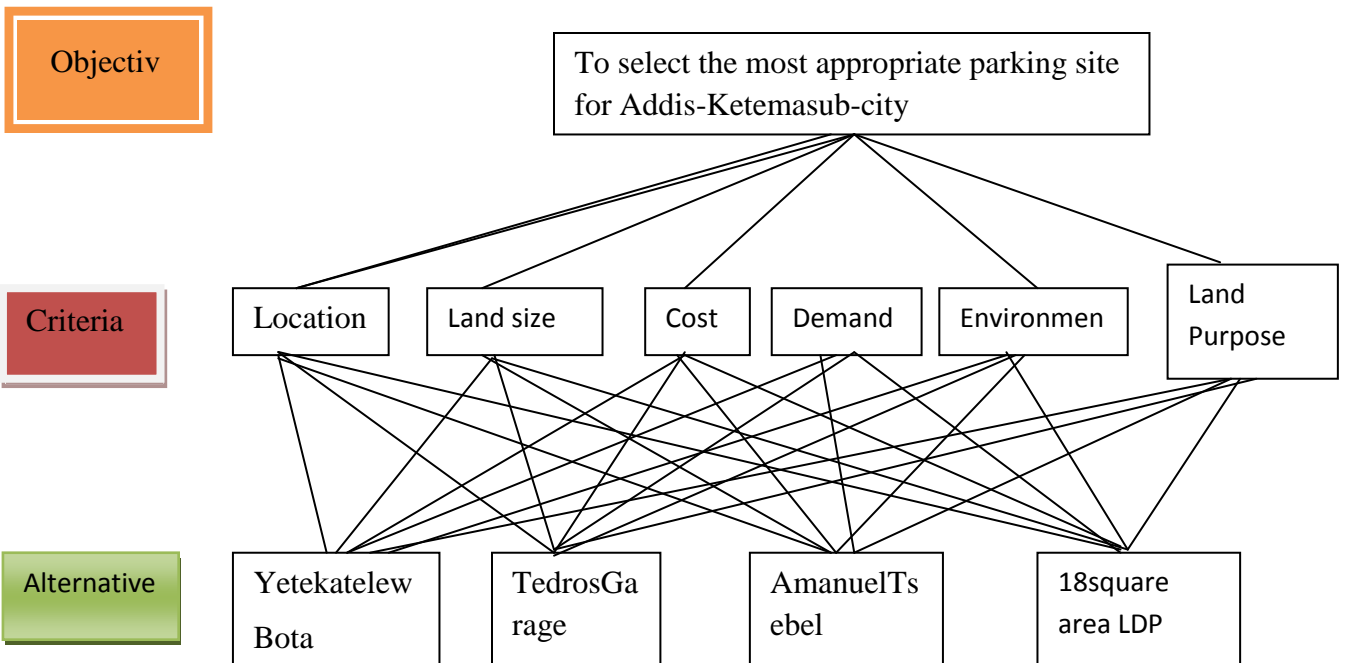 Objectiv
To select the most appropriate parking site
for Addis-Ketemasub-city
Criteria
Location
Land size
Cost
Demand
Environmen
Land
Purpose
Alternative
Yetekatelew
Bota
TedrosGa
rage
AmanuelTs
ebel
18square
area LDP